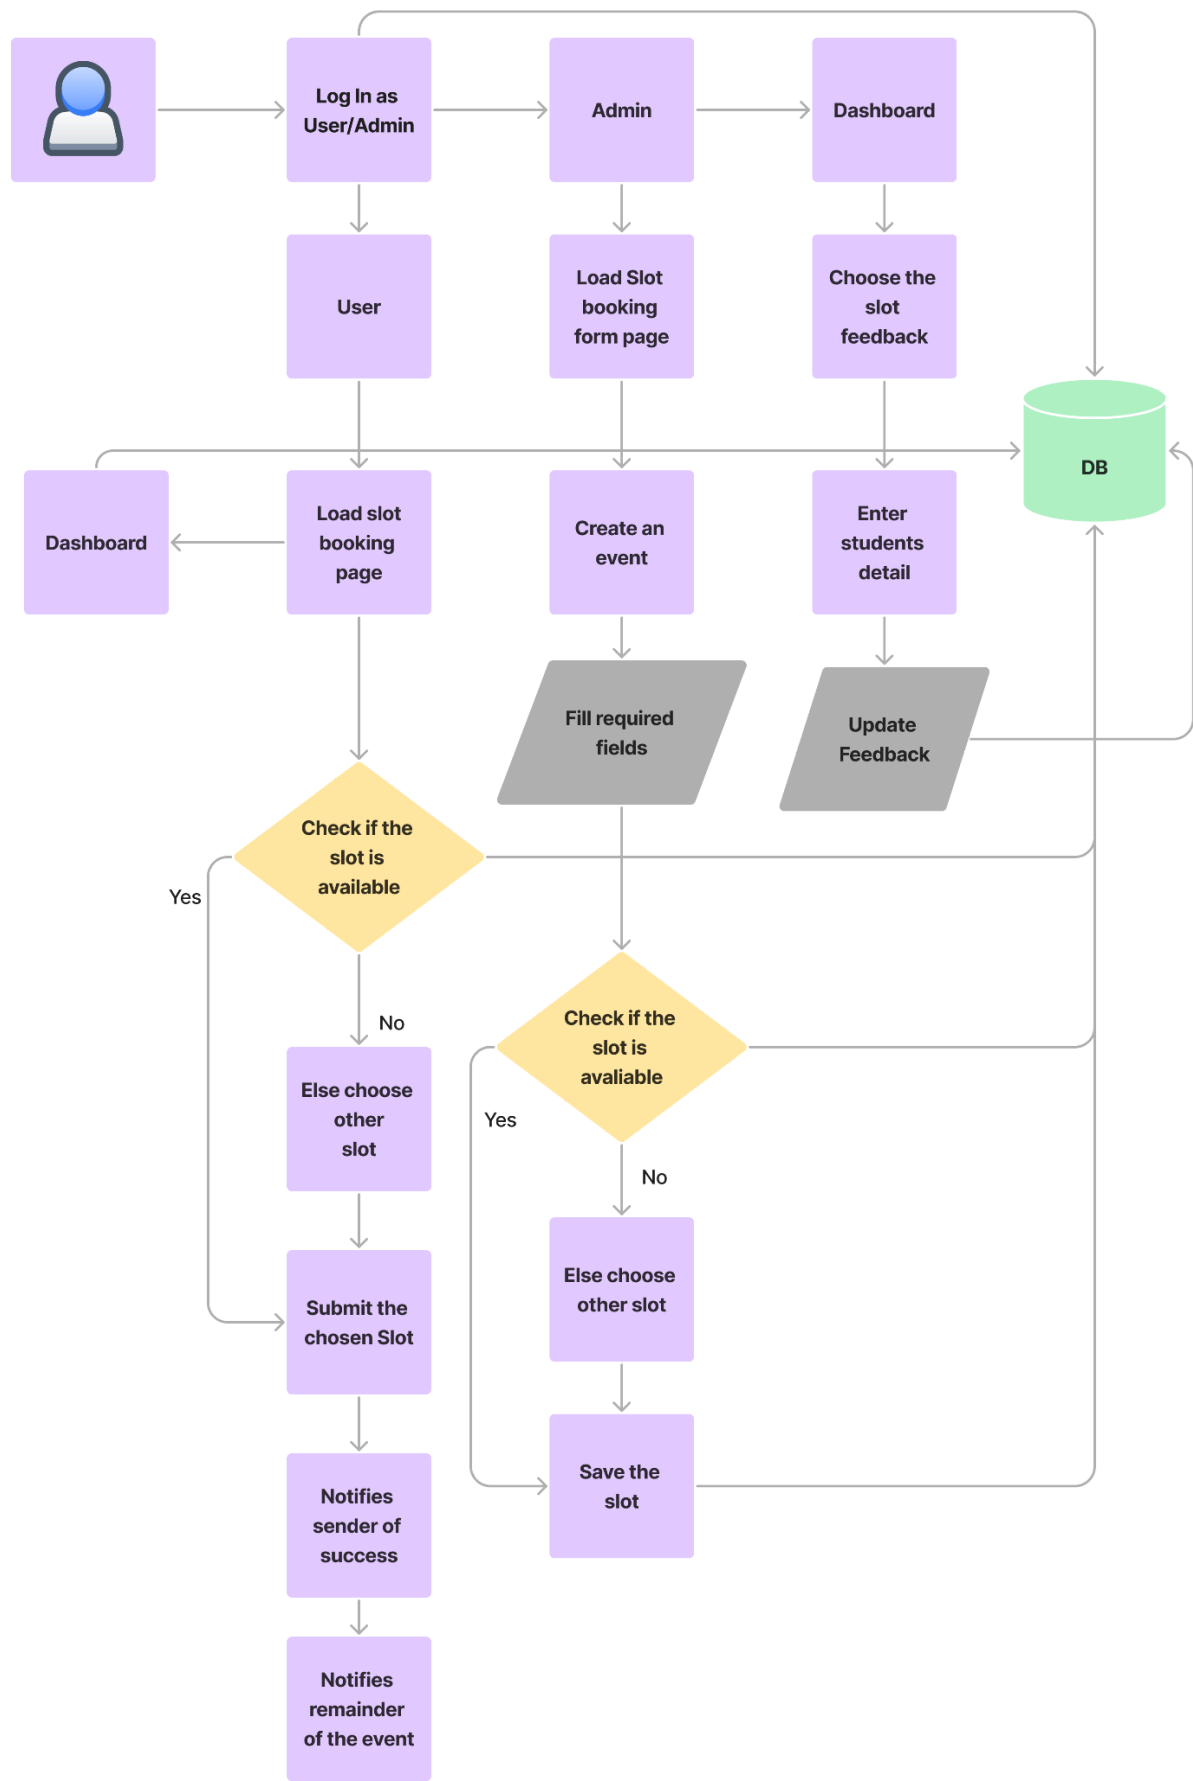 Log In as
User/Admin
Admin
Dashboard
User
Load Slot
booking
form page
Choose the
slot
feedback
DB
Dashboard
Load slot
booking
page
Create an
event
Enter
students
detail
Fill required
fields
Update
Feedback
Check if the
slot is
available
Yes
No
Check if the
slot is
avaliable
Yes
No
Else choose
other
slot
Else choose
other slot
Submit the
chosen Slot
Save the
slot
Notifies
sender of
success
Notifies
remainder
of the event